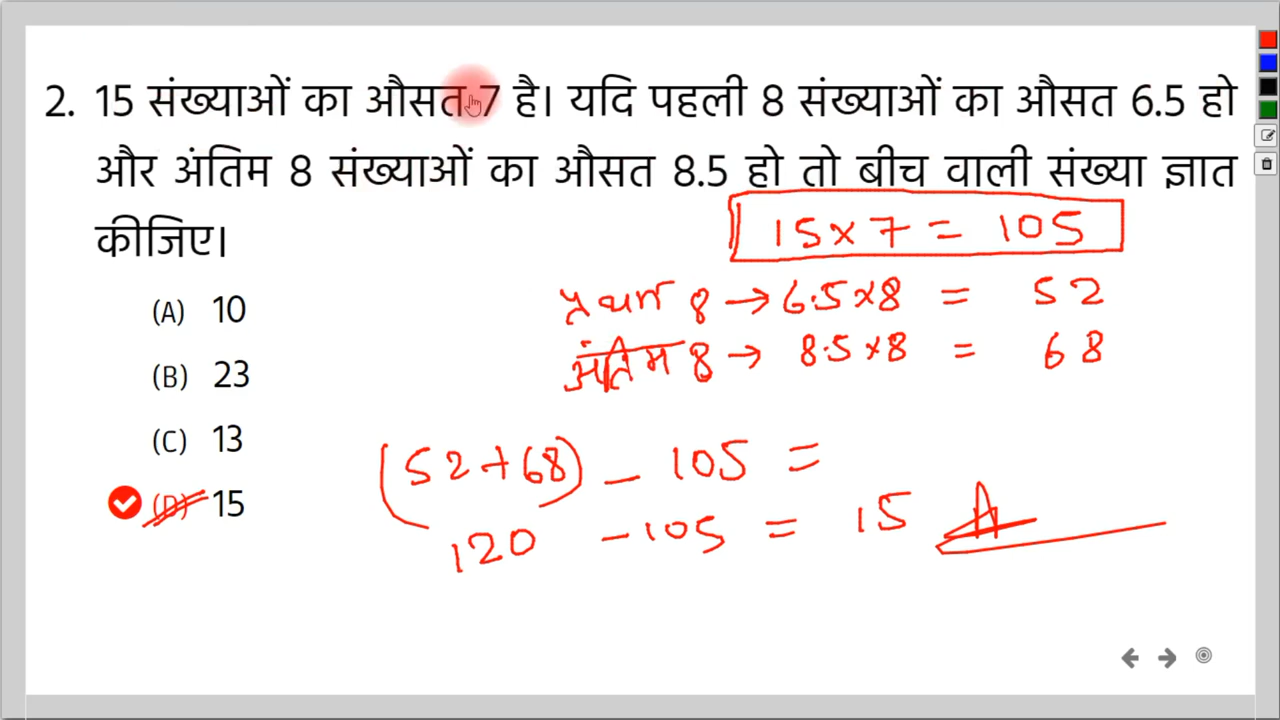 2. 15 संख्याओं का औसत 7 है। यदि पहली 8 संख्याओं का औसत 6.5 हो
और अंतिम 8 संख्याओं का औसत 8.5 हो तो बीच वाली संख्या ज्ञात
कीजिए।
15 x 7 = 105
(A) 10
8 → 6.5 x 8 = 52
अंतिम 8 → 8.5 x 8 = 68
(B) 23
(C) 13
(52 + 68) - 105 =
(D) 15
120 - 105 = 15 A